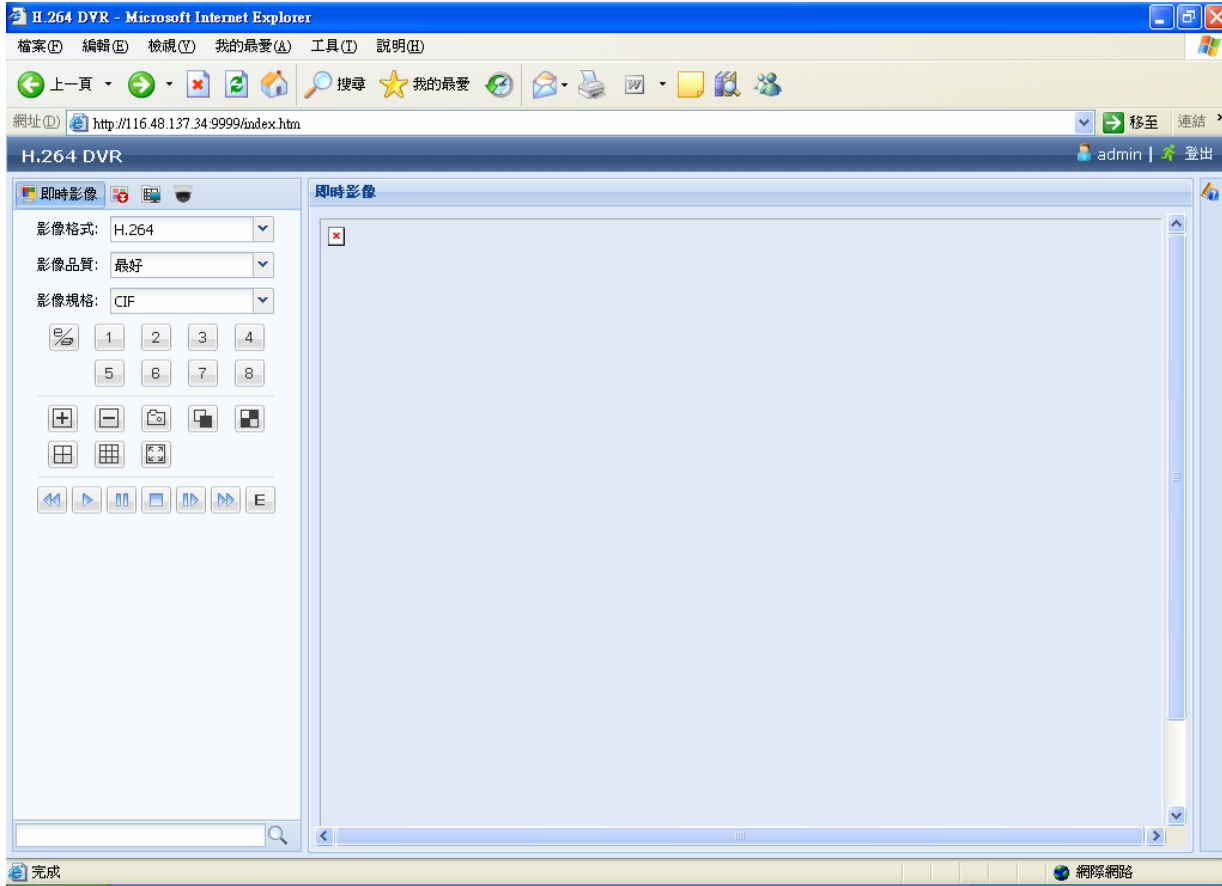 H.264 DVR - Microsoft Internet Explorer
檔案(F) 編輯(E) 檢視(V) 我的最愛(A) 工具(T) 說明(H)
上一頁 搜尋 我的最愛
網址(D) http://116.48.137.34:9999/index.htm 移至 連結
H.264 DVR admin | 登出
即時影像 即時影像
影像格式: H.264
影像品質: 最好
影像規格: CIF
1 2 3 4
5 6 7 8
E
完成 網際網路